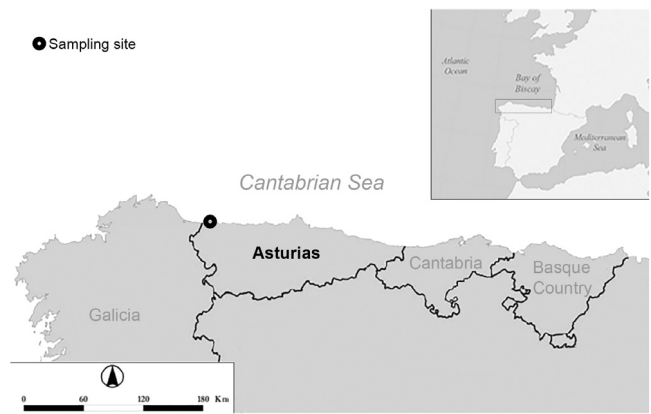 Sampling site
Atlantic
Ocean
Bay of
Biscay
Mediterranean
Sea
Cantabrian Sea
Asturias
Cantabria
Basque
Country
Galicia
0 60 120 180 Km